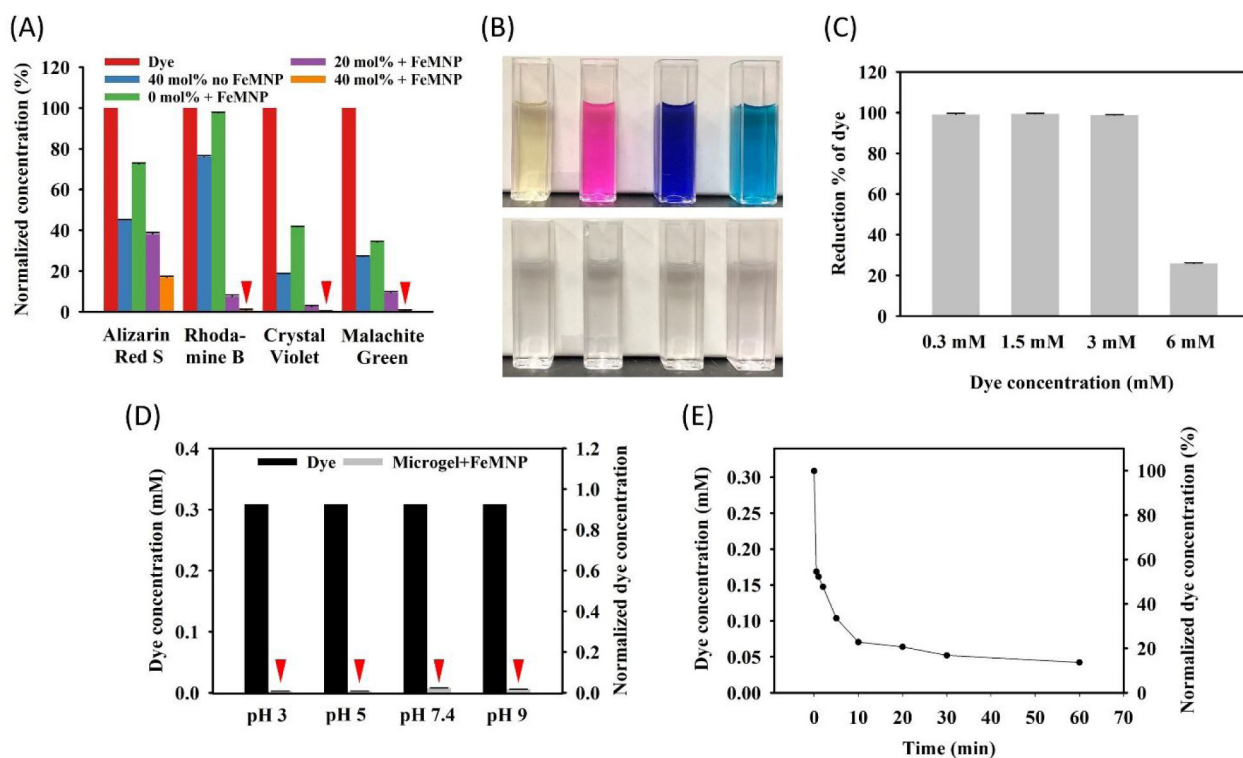 (A)
Dye
40 mol% no FeMNP
0 mol% + FeMNP
20 mol% + FeMNP
40 mol% + FeMNP
Normalized concentration (%)
120
100
80
60
40
20
0
Alizarin Red S
Rhoda-
mine B
Crystal
Violet
Malachite
Green
(B)
(C)
Reduction % of dye
120
100
80
60
40
20
0
0.3 mM 1.5 mM 3 mM 6 mM
Dye concentration (mM)
(D)
Dye Microgel+FeMNP
Dye concentration (mM)
0.4
0.3
0.2
0.1
0.0
pH 3 pH 5 pH 7.4 pH 9
1.2
1.0
0.8
0.6
0.4
0.2
0.0
Normalized dye concentration
(E)
Dye concentration (mM)
0.30
0.25
0.20
0.15
0.10
0.05
0.00
0 10 20 30 40 50 60 70
Time (min)
100
80
60
40
20
0
Normalized dye concentration (%)